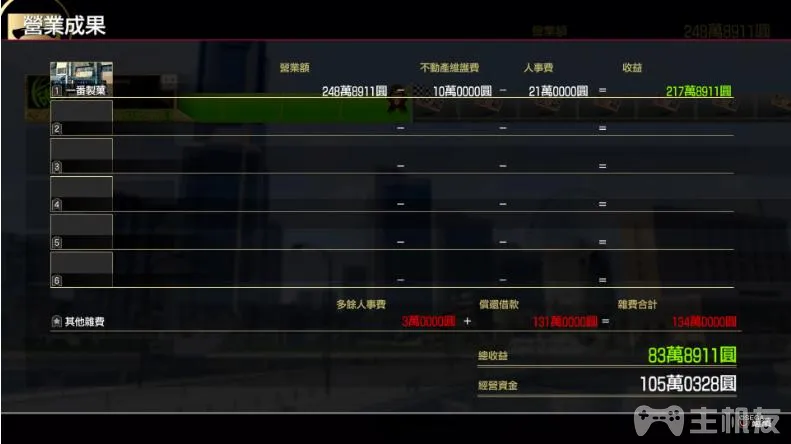 營業成果
營業額 248萬8911圓
營業額 不動產維護費 人事費 收益
1 一番製菓 248萬8911圓 - 10萬0000圓 - 21萬0000圓 = 217萬8911圓
2 - - =
3 - - =
4 - - =
5 - - =
6 - - =
多餘人事費 償還借款 雜費合計
其他雜費 3萬0000圓 + 131萬0000圓 = 134萬0000圓
總收益 83萬8911圓
經營資金 105萬0328圓
©SEGA
主机友